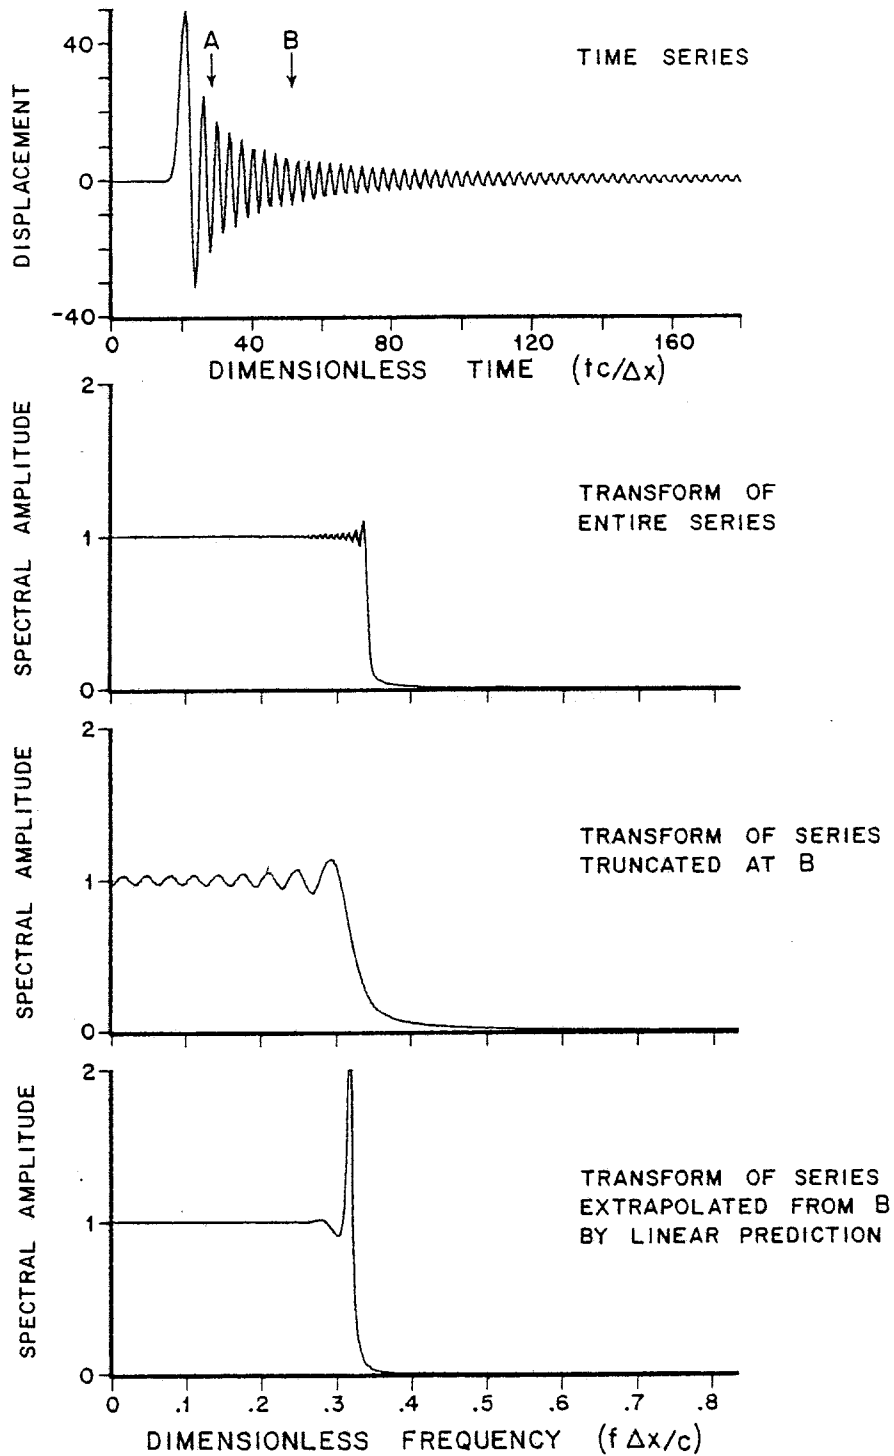 A
B
TIME SERIES
DISPLACEMENT
40
0
-40
0
40
80
120
160
DIMENSIONLESS TIME (tc/Δx)
SPECTRAL AMPLITUDE
2
1
0
TRANSFORM OF
ENTIRE SERIES
SPECTRAL AMPLITUDE
2
1
0
TRANSFORM OF SERIES
TRUNCATED AT B
SPECTRAL AMPLITUDE
2
1
0
TRANSFORM OF SERIES
EXTRAPOLATED FROM B
BY LINEAR PREDICTION
0
.1
.2
.3
.4
.5
.6
.7
.8
DIMENSIONLESS FREQUENCY (f Δx/c)